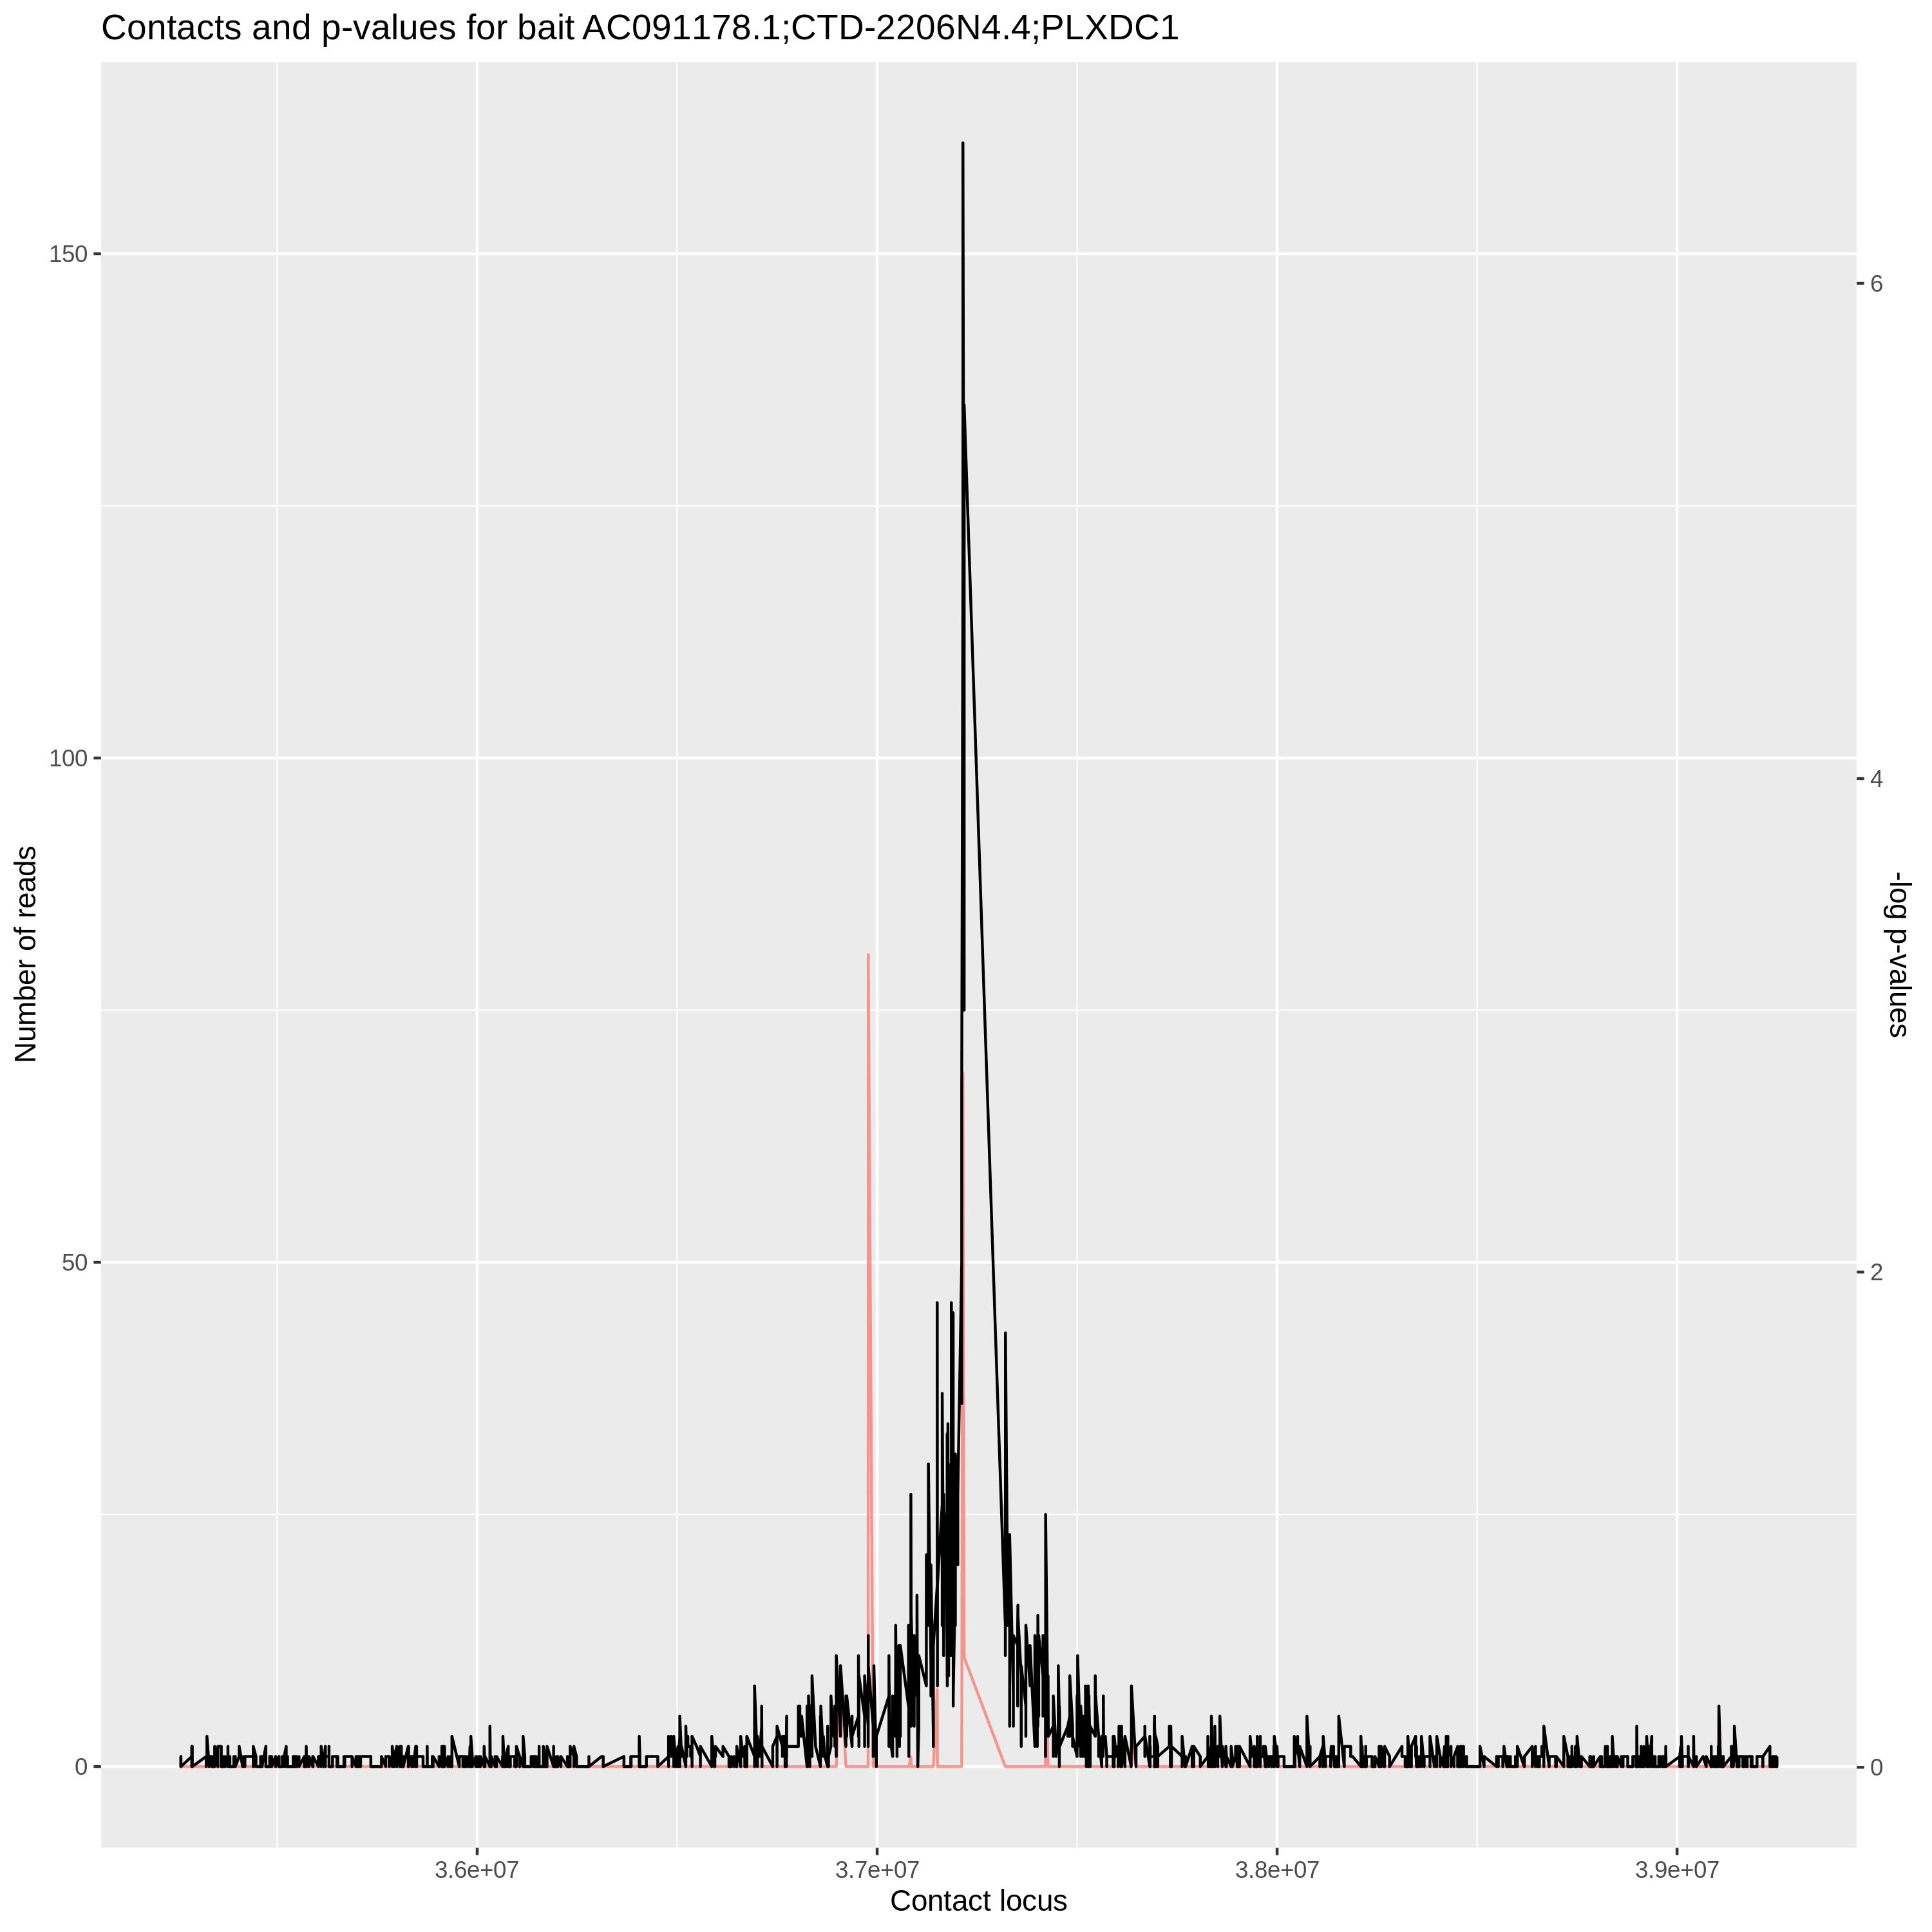 Contacts and p-values for bait AC091178.1;CTD-2206N4.4;PLXDC1
150
100
50
0
Number of reads
6
4
2
0
-log p-values
3.6e+07
3.7e+07
3.8e+07
3.9e+07
Contact locus